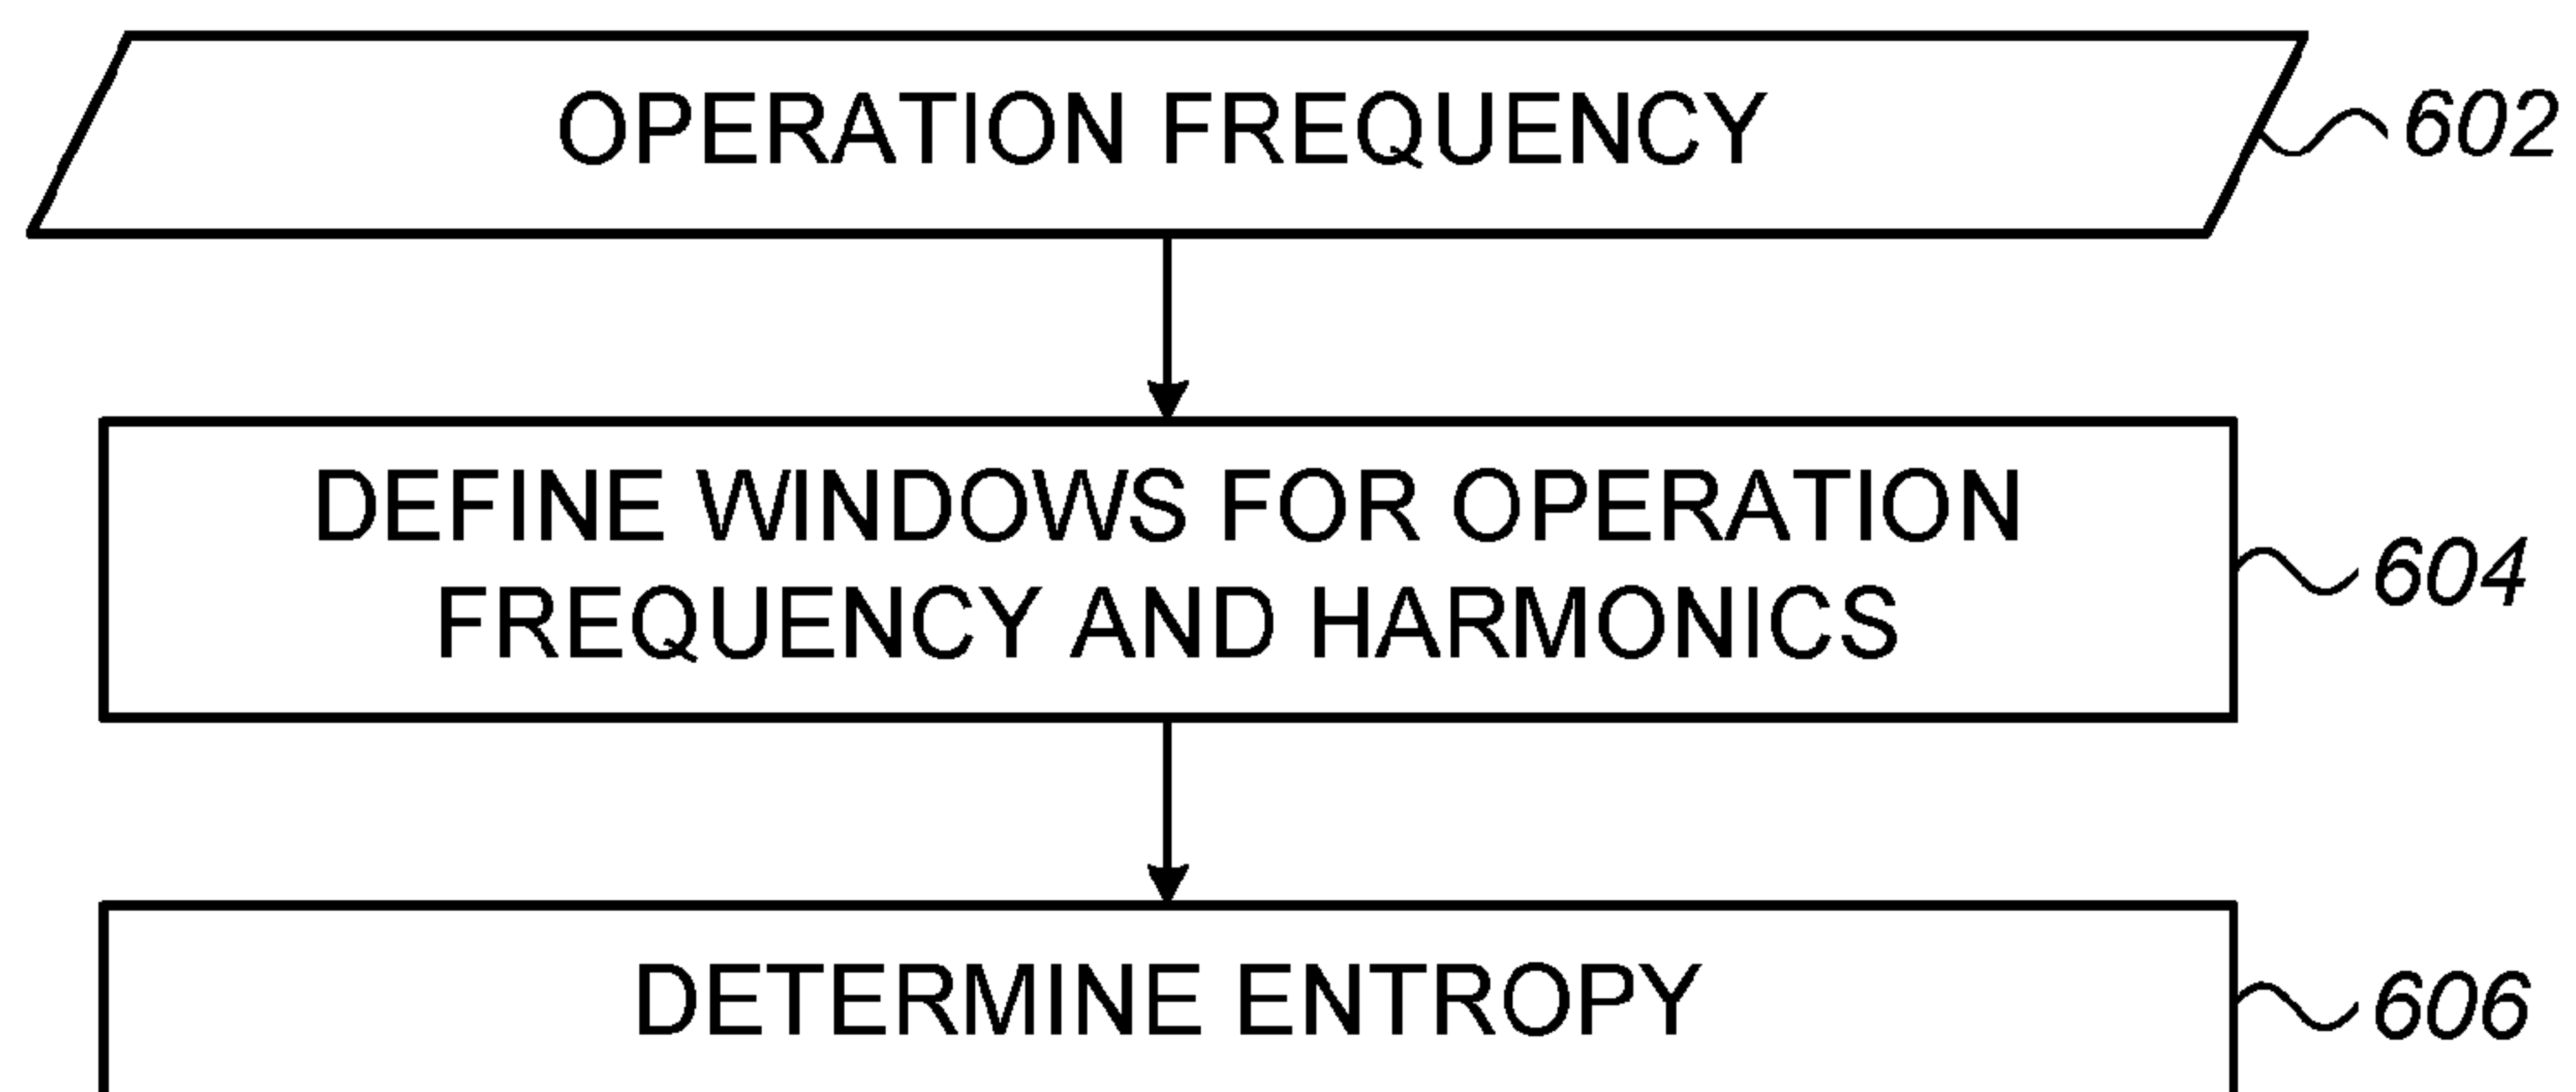 OPERATION FREQUENCY
602
DEFINE WINDOWS FOR OPERATION
FREQUENCY AND HARMONICS
604
DETERMINE ENTROPY
606